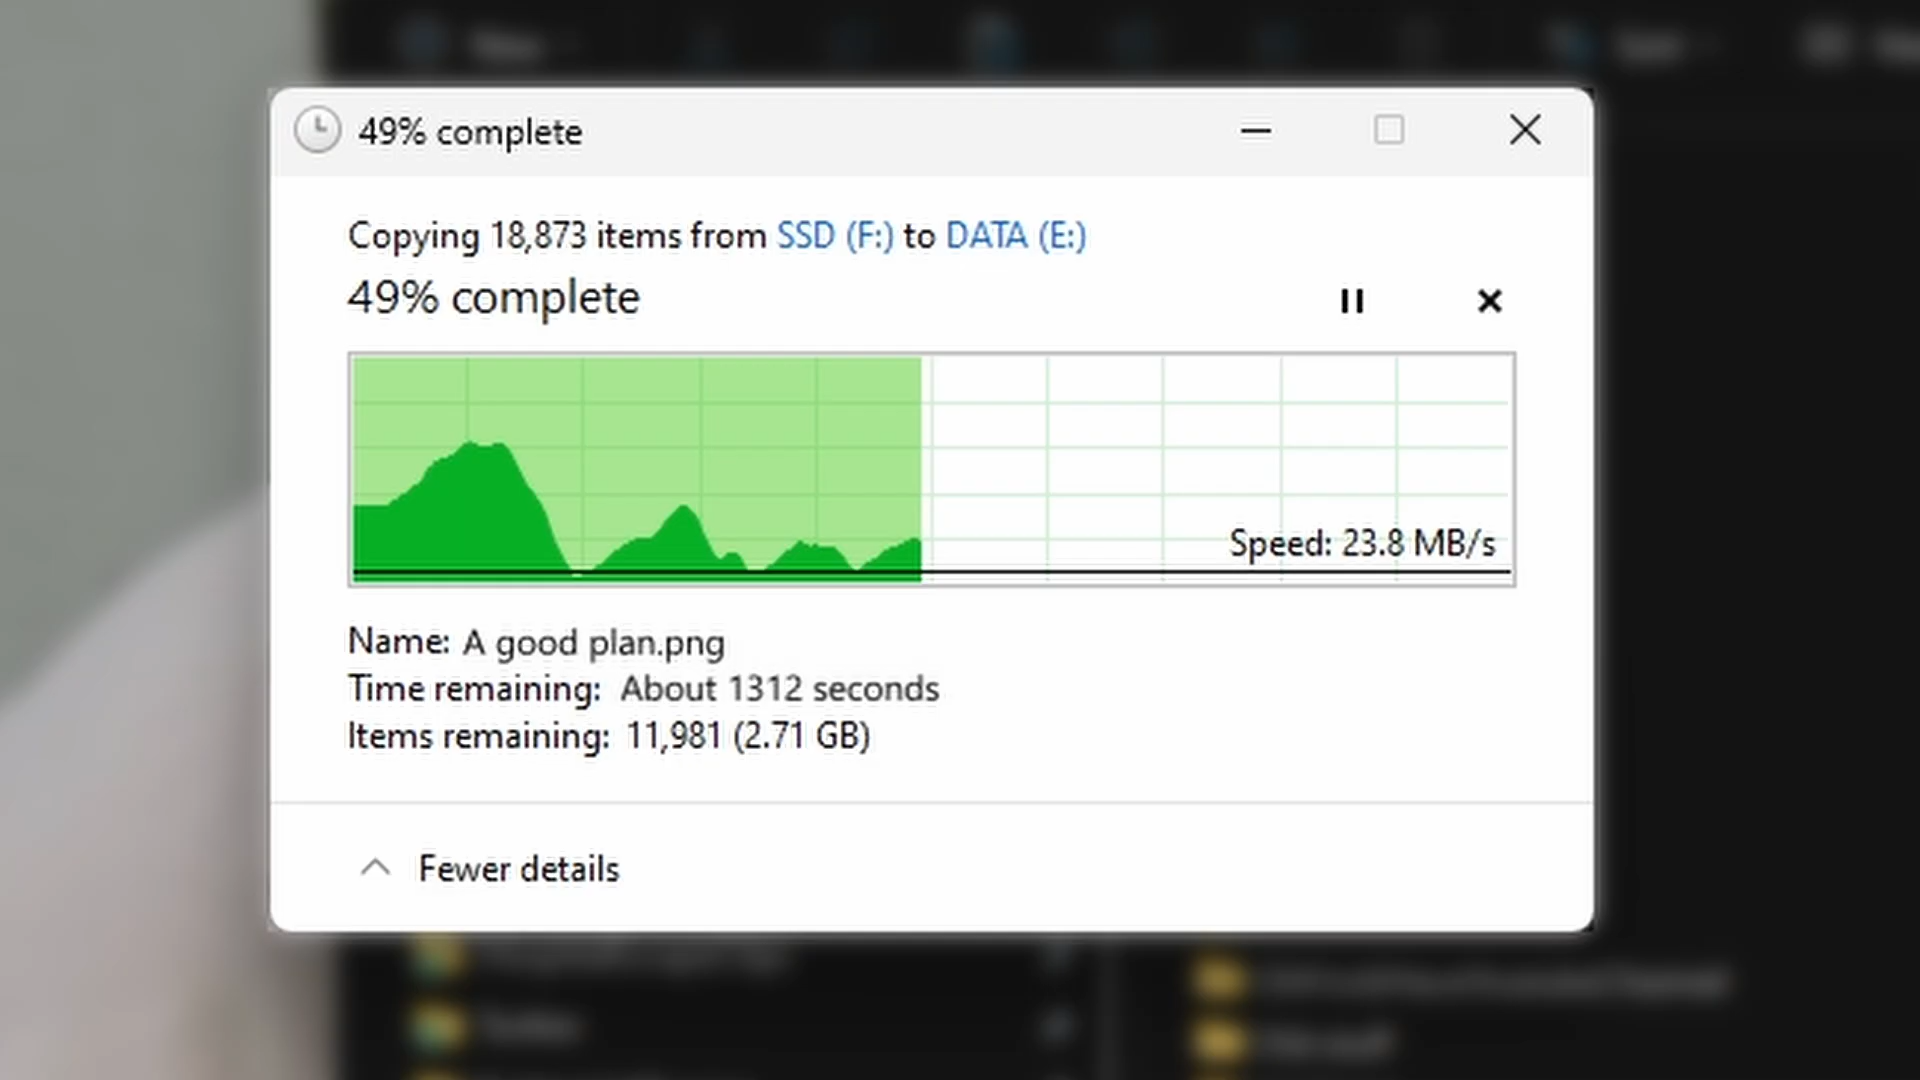 49% complete
Copying 18,873 items from SSD (F:) to DATA (E:)
49% complete
Speed: 23.8 MB/s
Name: A good plan.png
Time remaining: About 1312 seconds
Items remaining: 11,981 (2.71 GB)
Fewer details